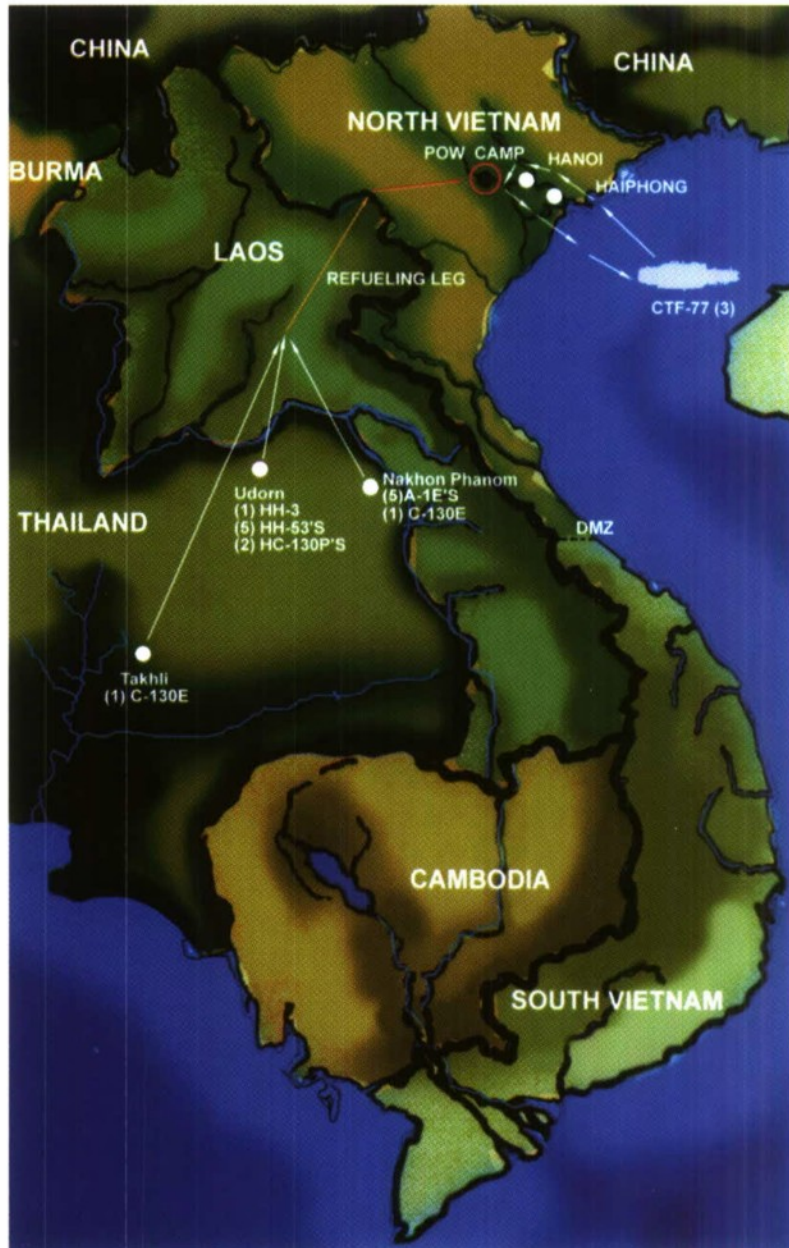 CHINA
CHINA
NORTH VIETNAM
POW CAMP
HANOI
BURMA
HAIPHONG
LAOS
REFUELING LEG
CTF-77 (3)
Udorn
(1) HH-3
(5) HH-53'S
(2) HC-130P'S
Nakhon Phanom
(5)A-1E'S
(1) C-130E
THAILAND
DMZ
Takhli
(1) C-130E
CAMBODIA
SOUTH VIETNAM